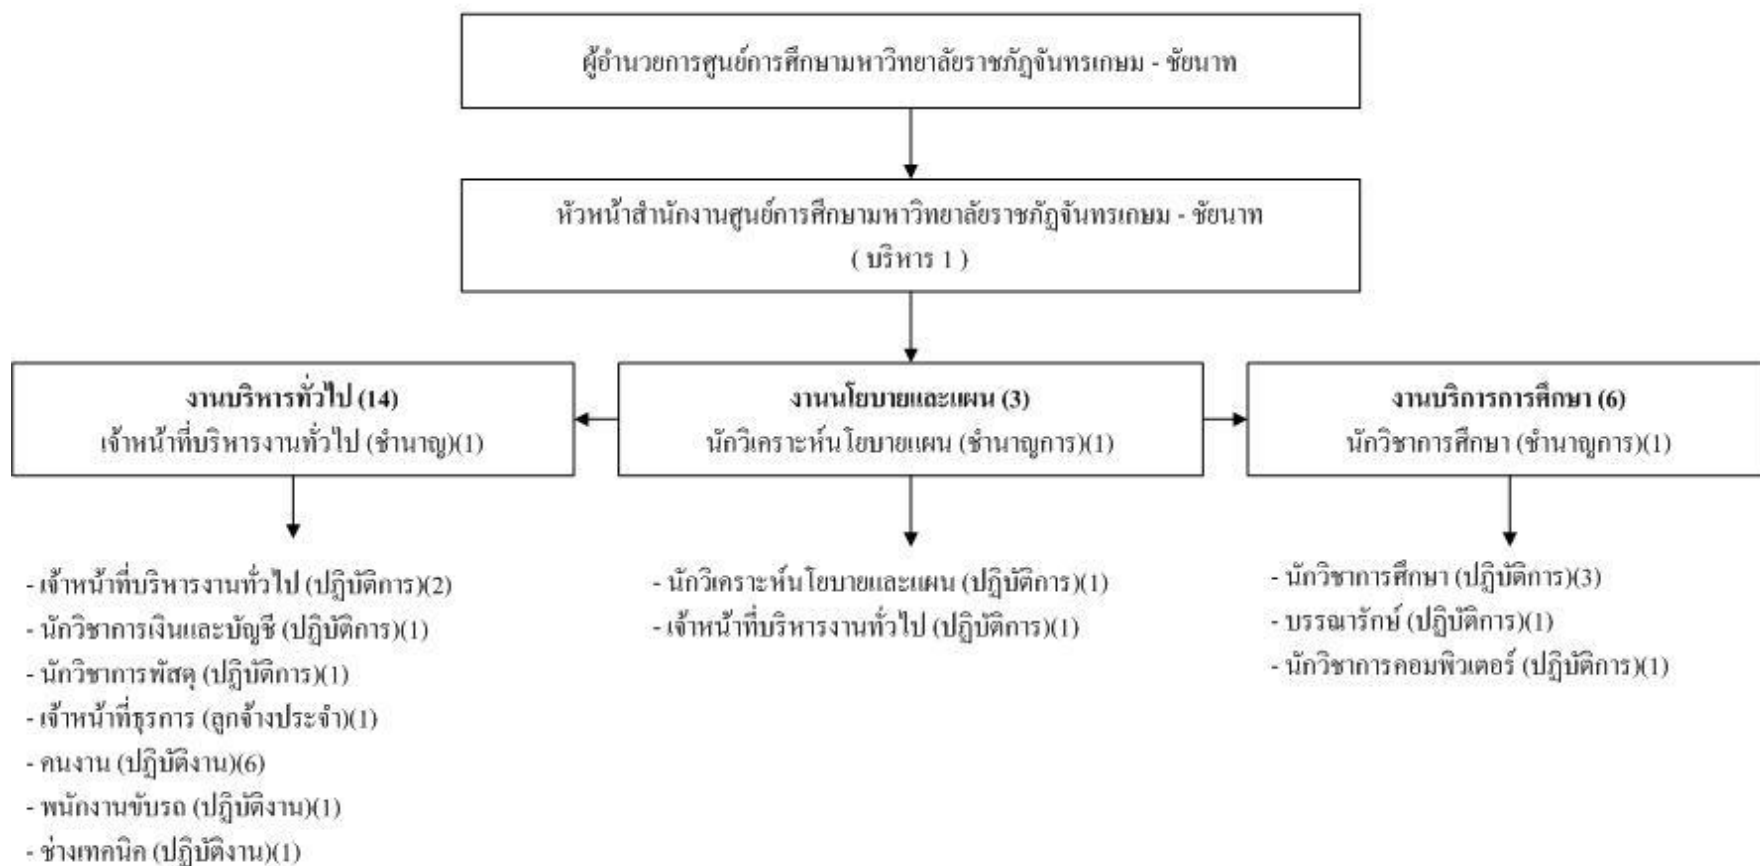 ผู้อำนวยการศูนย์การศึกษามหาวิทยาลัยราชภัฏจันทรเกษม - ชัยนาท
หัวหน้าสำนักงานศูนย์การศึกษามหาวิทยาลัยราชภัฏจันทรเกษม - ชัยนาท
( บริหาร 1 )
งานบริหารทั่วไป (14)
เจ้าหน้าที่บริหารงานทั่วไป (ชำนาญ)(1)
งานนโยบายและแผน (3)
นักวิเคราะห์นโยบายแผน (ชำนาญการ)(1)
งานบริการการศึกษา (6)
นักวิชาการศึกษา (ชำนาญการ)(1)
- เจ้าหน้าที่บริหารงานทั่วไป (ปฏิบัติการ)(2)
- นักวิชาการเงินและบัญชี (ปฏิบัติการ)(1)
- นักวิชาการพัสดุ (ปฏิบัติการ)(1)
- เจ้าหน้าที่ธุรการ (ลูกจ้างประจำ)(1)
- คนงาน (ปฏิบัติงาน)(6)
- พนักงานขับรถ (ปฏิบัติงาน)(1)
- ช่างเทคนิค (ปฏิบัติงาน)(1)
- นักวิเคราะห์นโยบายและแผน (ปฏิบัติการ)(1)
- เจ้าหน้าที่บริหารงานทั่วไป (ปฏิบัติการ)(1)
- นักวิชาการศึกษา (ปฏิบัติการ)(3)
- บรรณารักษ์ (ปฏิบัติการ)(1)
- นักวิชาการคอมพิวเตอร์ (ปฏิบัติการ)(1)